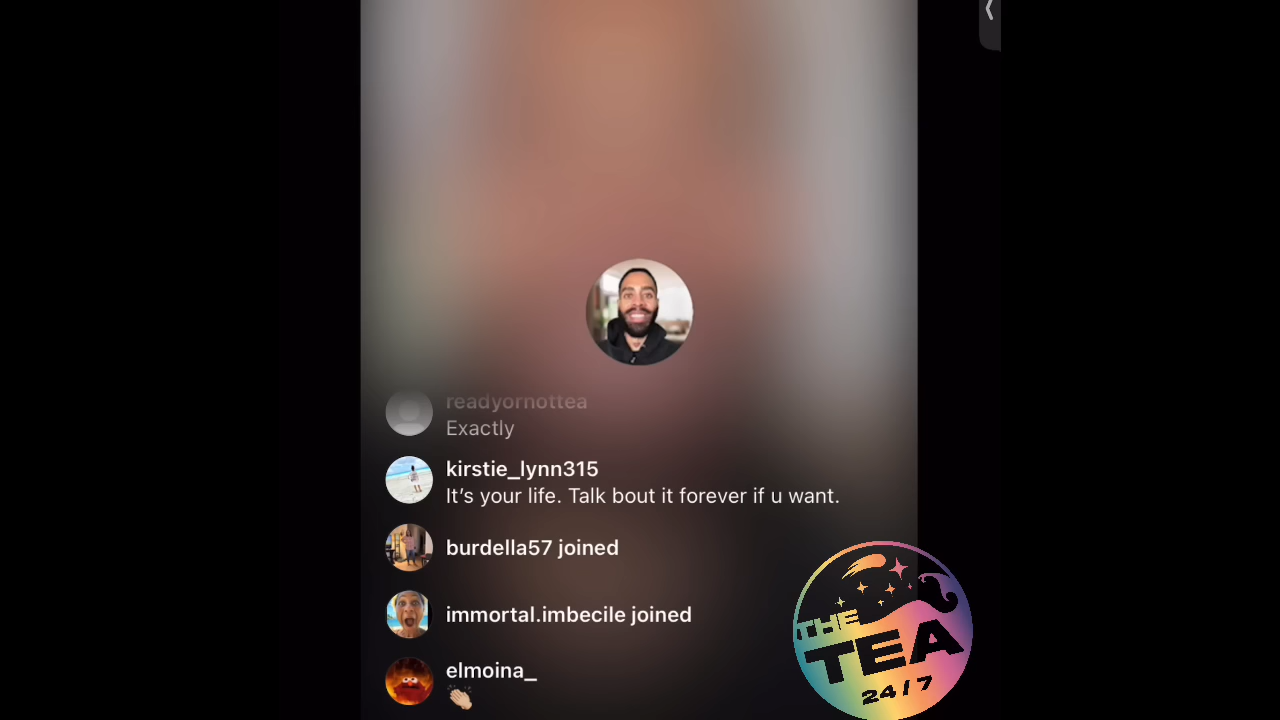 readyornottea
Exactly
kirstie_lynn315
It’s your life. Talk bout it forever if u want.
burdella57 joined
immortal.imbecile joined
elmoina_
👏🏼
THE
TEA
24/7